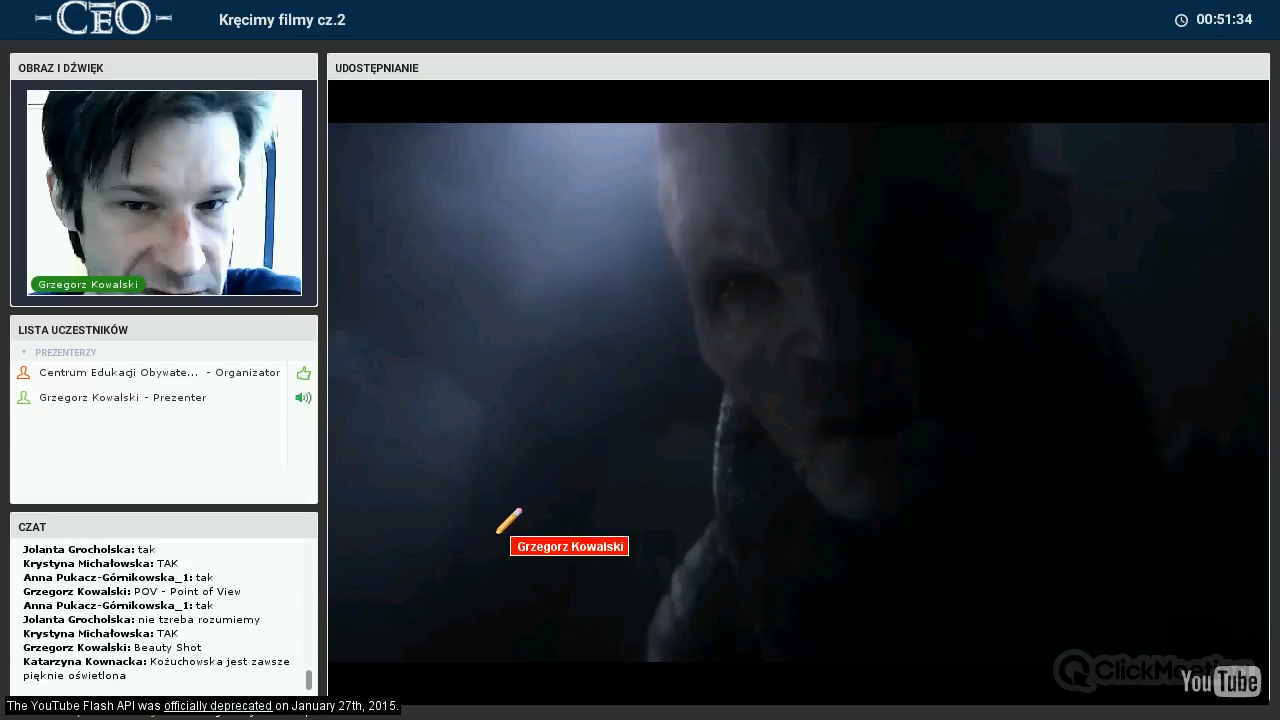 CEO
Kręcimy filmy cz.2
00:51:34
OBRAZ I DŹWIĘK
Grzegorz Kowalski
LISTA UCZESTNIKÓW
PREZENTERZY
Centrum Edukacji Obywate... - Organizator
Grzegorz Kowalski - Prezenter
CZAT
Jolanta Grocholska: tak
Krystyna Michałowska: TAK
Anna Pukacz-Górnikowska_1: tak
Grzegorz Kowalski: POV - Point of View
Anna Pukacz-Górnikowska_1: tak
Jolanta Grocholska: nie tzreba rozumiemy
Krystyna Michałowska: TAK
Grzegorz Kowalski: Beauty Shot
Katarzyna Kownacka: Kożuchowska jest zawsze
pięknie oświetlona
The YouTube Flash API was officially deprecated on January 27th, 2015.
UDOSTĘPNIANIE
Grzegorz Kowalski
ClickMeeting
YouTube